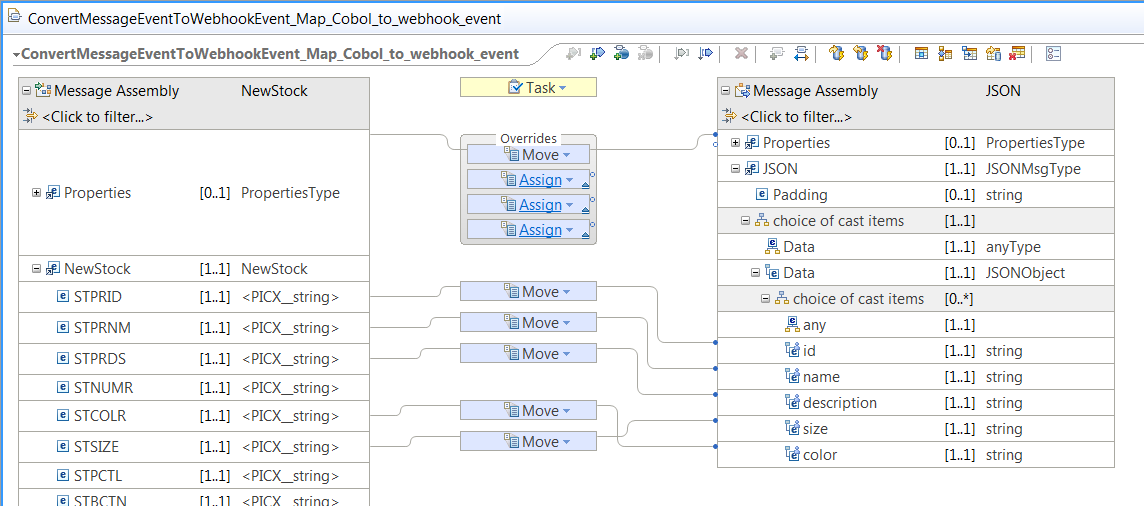 ConvertMessageEventToWebhookEvent_Map_Cobol_to_webhook_event
ConvertMessageEventToWebhookEvent_Map_Cobol_to_webhook_event
Message Assembly NewStock
<Click to filter...>
Properties [0..1] PropertiesType
NewStock [1..1] NewStock
STPRID [1..1] <PICX__string>
STPRNM [1..1] <PICX__string>
STPRDS [1..1] <PICX__string>
STNUMR [1..1] <PICX__string>
STCOLR [1..1] <PICX__string>
STSIZE [1..1] <PICX__string>
STPCTL [1..1] <PICX__string>
STBCTN [1..1] <PICX__string>
Task
Overrides
Move
Assign
Assign
Assign
Move
Move
Move
Move
Move
Message Assembly JSON
<Click to filter...>
Properties [0..1] PropertiesType
JSON [1..1] JSONMsgType
Padding [0..1] string
choice of cast items [1..1]
Data [1..1] anyType
Data [1..1] JSONObject
choice of cast items [0..*]
any [1..1]
id [1..1] string
name [1..1] string
description [1..1] string
size [1..1] string
color [1..1] string